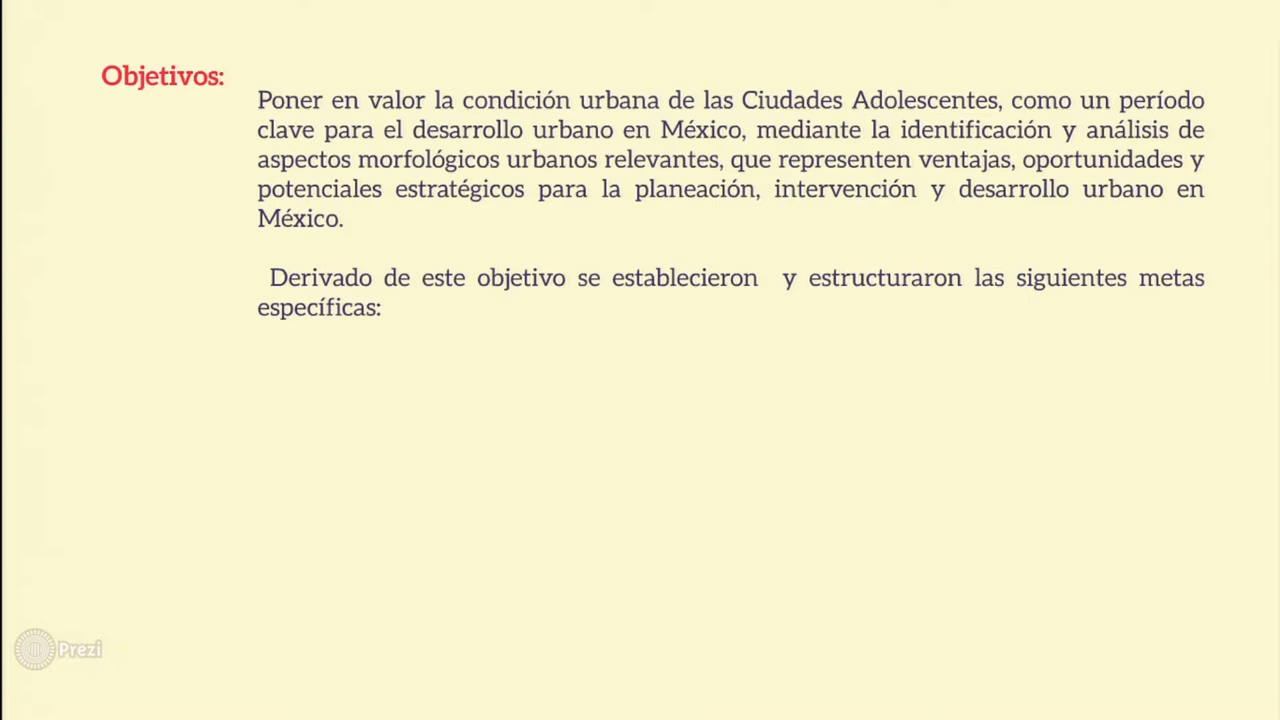 Objetivos:
Poner en valor la condición urbana de las Ciudades Adolescentes, como un período
clave para el desarrollo urbano en México, mediante la identificación y análisis de
aspectos morfológicos urbanos relevantes, que representen ventajas, oportunidades y
potenciales estratégicos para la planeación, intervención y desarrollo urbano en
México.
Derivado de este objetivo se establecieron y estructuraron las siguientes metas
específicas:
Prezi